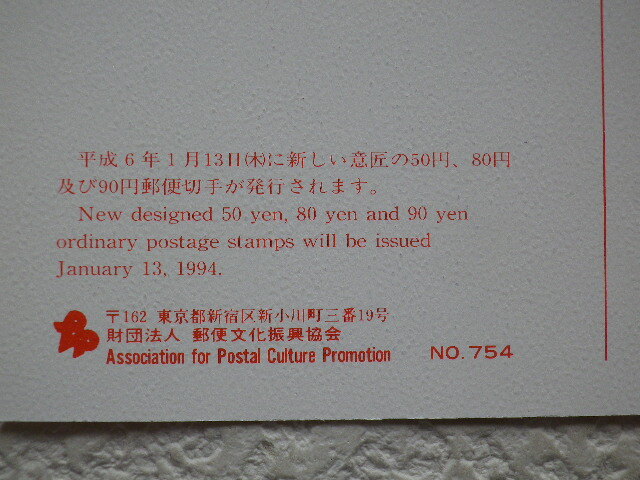 平成6年1月13日㈭に新しい意匠の50円、80円
及び90円郵便切手が発行されます。
New designed 50 yen, 80 yen and 90 yen
ordinary postage stamps will be issued
January 13, 1994.
〒162 東京都新宿区新小川町三番19号
財団法人 郵便文化振興協会
Association for Postal Culture Promotion NO.754